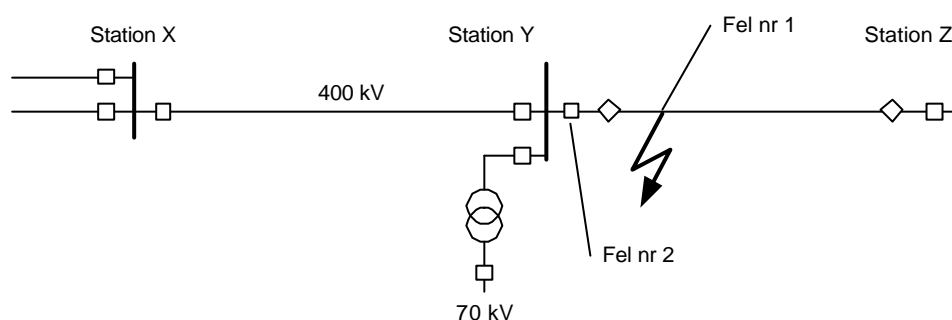 Fel nr 1
Station X
Station Y
Station Z
400 kV
Fel nr 2
70 kV